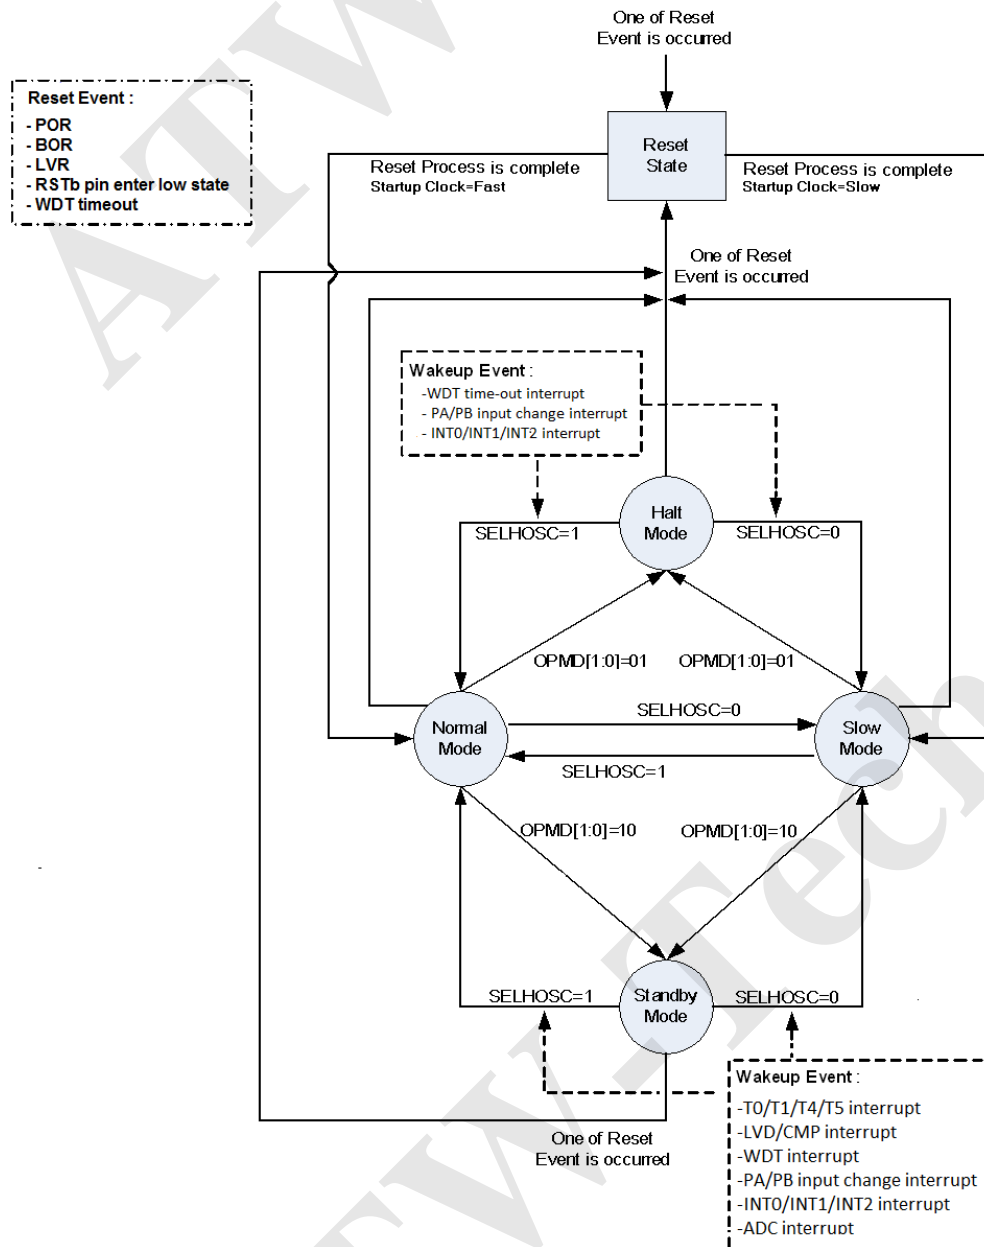 One of Reset
Event is occurred
Reset Event :
- POR
- BOR
- LVR
- RSTb pin enter low state
- WDT timeout
Reset
State
Reset Process is complete
Startup Clock=Fast
Reset Process is complete
Startup Clock=Slow
One of Reset
Event is occurred
Wakeup Event :
-WDT time-out interrupt
- PA/PB input change interrupt
- INT0/INT1/INT2 interrupt
Halt
Mode
SELHOSC=1
SELHOSC=0
OPMD[1:0]=01
OPMD[1:0]=01
SELHOSC=0
Normal
Mode
Slow
Mode
SELHOSC=1
OPMD[1:0]=10
OPMD[1:0]=10
SELHOSC=1
SELHOSC=0
Standby
Mode
Wakeup Event :
-T0/T1/T4/T5 interrupt
-LVD/CMP interrupt
-WDT interrupt
-PA/PB input change interrupt
-INT0/INT1/INT2 interrupt
-ADC interrupt
One of Reset
Event is occurred
ATW
TW-Tech